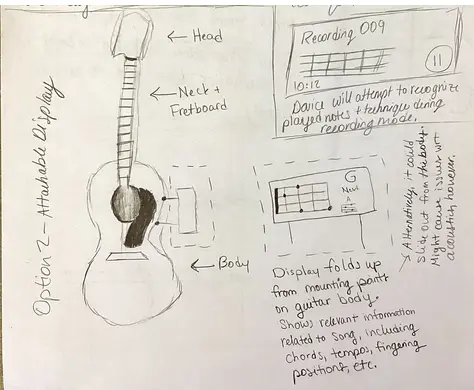 Option 2 - Attachable Display
← Head
← Neck +
Fretboard
← Body
Recording 009
10:12
Device will attempt to recognize
played notes + technique during
recording mode.
G
Next
A
Display folds up
from mounting points
on guitar body.
Shows relevant information
related to song, including
chords, tempos, fingering
positions, etc.
Alternatively, it could
slide out from the body.
Might cause issues wrt
acoustics however.